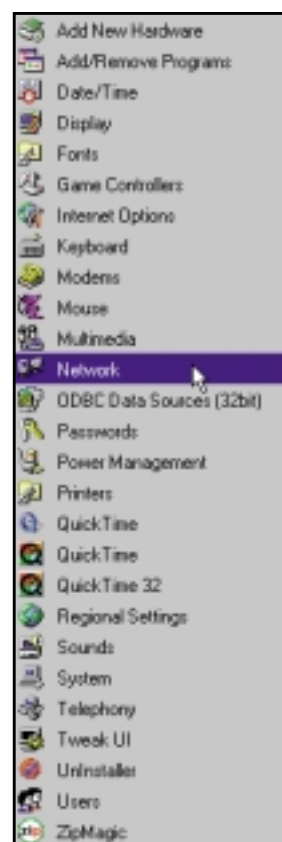 Add New Hardware
Add/Remove Programs
Date/Time
Display
Fonts
Game Controllers
Internet Options
Keyboard
Modems
Mouse
Multimedia
Network
ODBC Data Sources (32bit)
Passwords
Power Management
Printers
QuickTime
QuickTime
QuickTime 32
Regional Settings
Sounds
System
Telephony
Tweak UI
UnInstaller
Users
ZipMagic